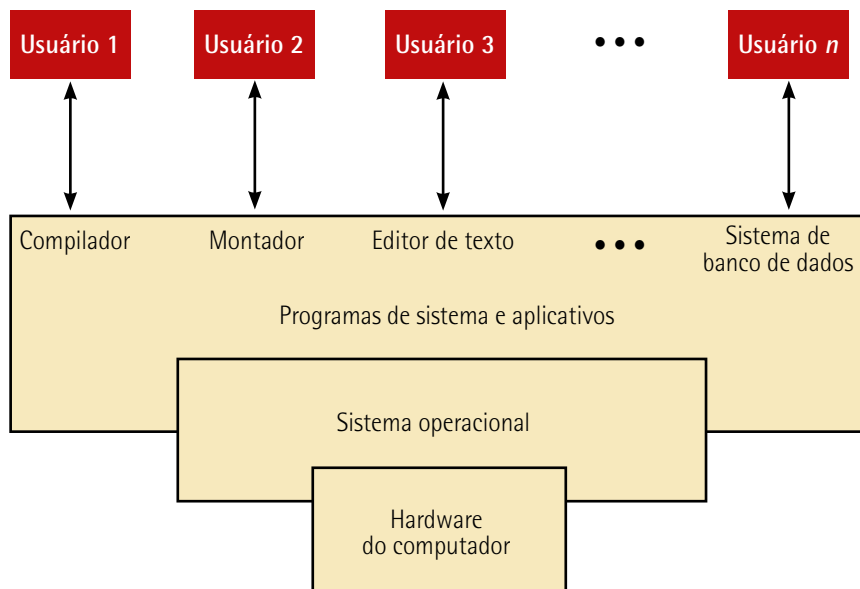 Usuário 1
Usuário 2
Usuário 3
•••
Usuário n
Compilador
Montador
Editor de texto
•••
Sistema de
banco de dados
Programas de sistema e aplicativos
Sistema operacional
Hardware
do computador